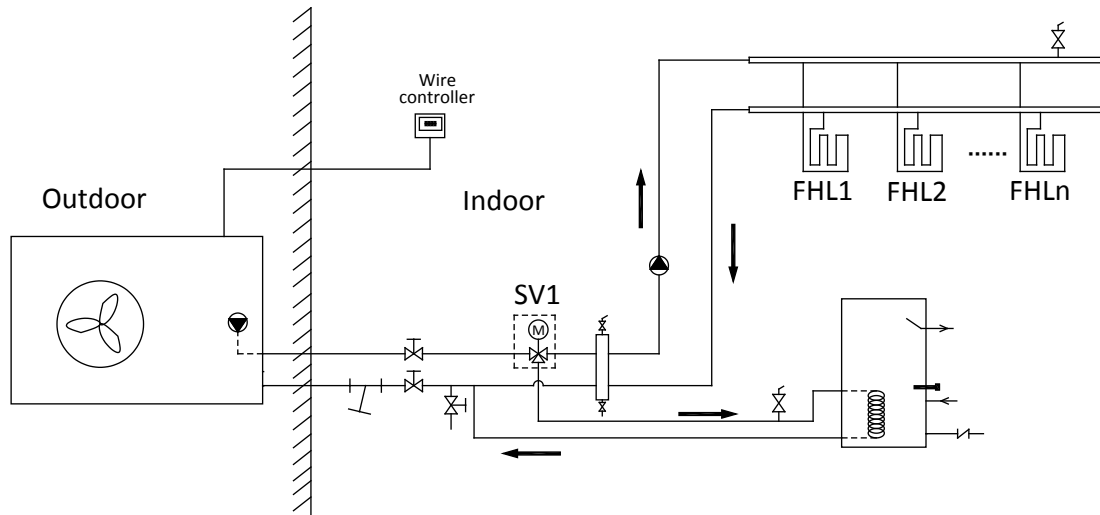 Wire
controller
Outdoor
Indoor
FHL1
FHL2
......
FHLn
SV1
M